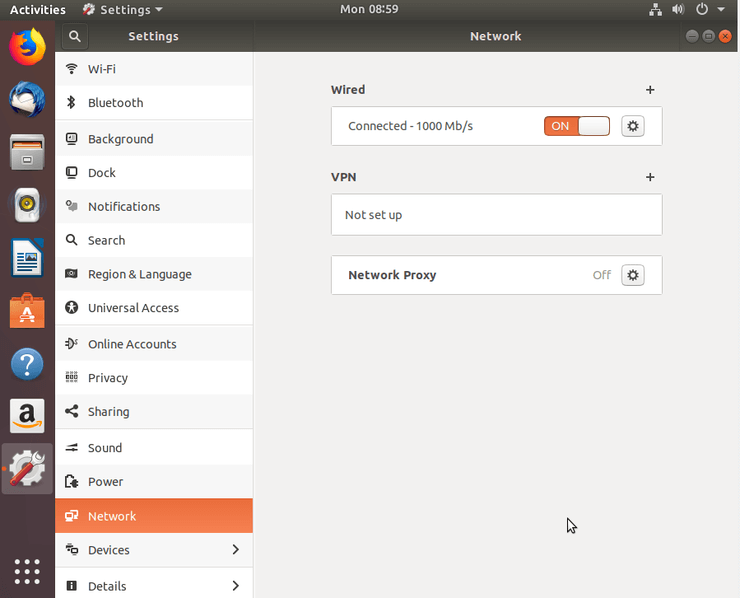 Activities
Settings
Mon 08:59
Settings
Network
Wi-Fi
Bluetooth
Background
Dock
Notifications
Search
Region & Language
Universal Access
Online Accounts
Privacy
Sharing
Sound
Power
Network
Devices
Details
Wired
Connected - 1000 Mb/s
ON
VPN
Not set up
Network Proxy
Off